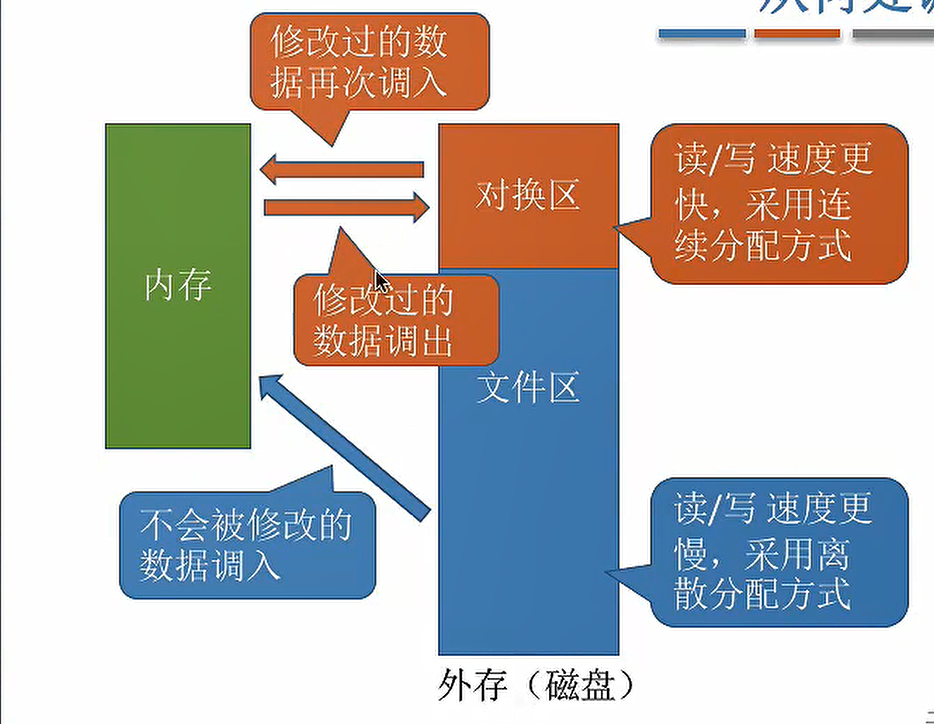 修改过的数
据再次调入
内存
对换区
读/写 速度更
快，采用连
续分配方式
修改过的
数据调出
文件区
不会被修改的
数据调入
读/写 速度更
慢，采用离
散分配方式
外存（磁盘）